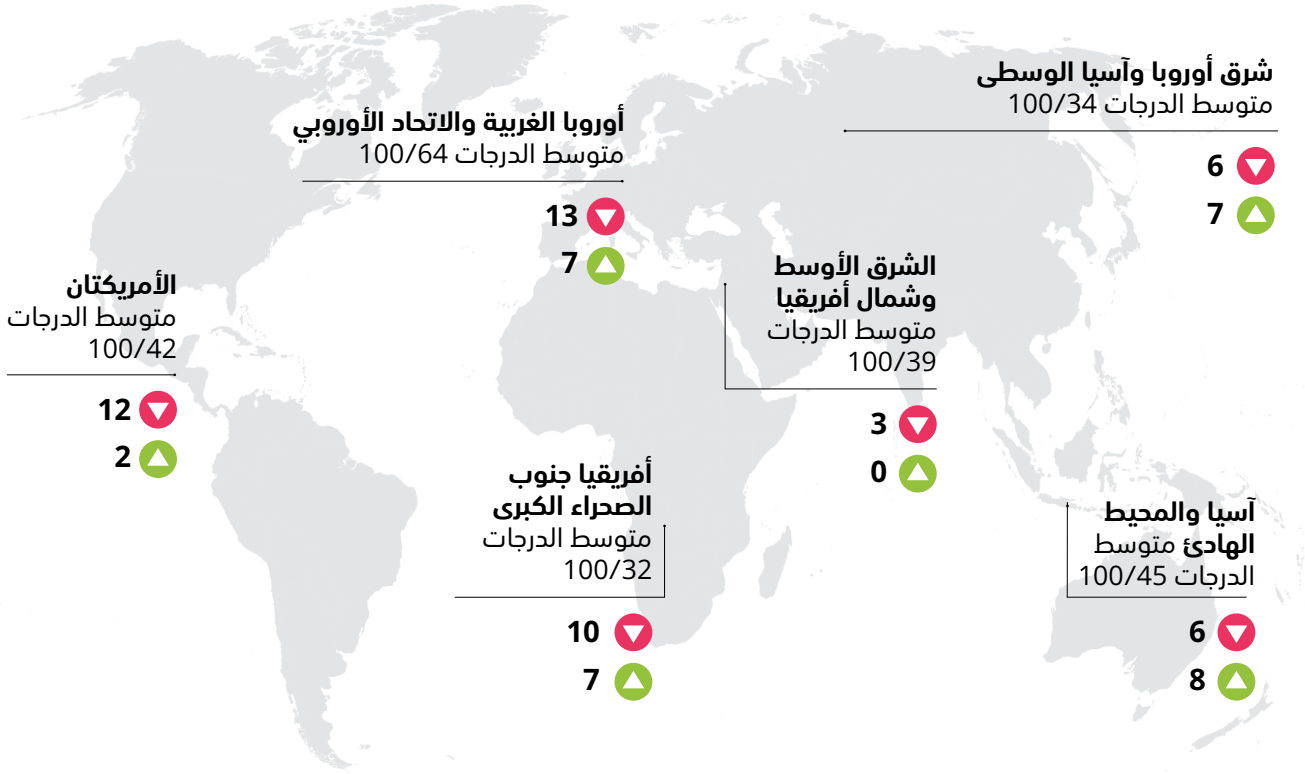 شرق أوروبا وآسيا الوسطى
متوسط الدرجات 100/34
6
7
أوروبا الغربية والاتحاد الأوروبي
متوسط الدرجات 100/64
13
7
الشرق الأوسط
وشمال أفريقيا
متوسط الدرجات
100/39
3
0
الأمريكتان
متوسط الدرجات
100/42
12
2
أفريقيا جنوب
الصحراء الكبرى
متوسط الدرجات
100/32
10
7
آسيا والمحيط
الهادئ متوسط
الدرجات 100/45
6
8